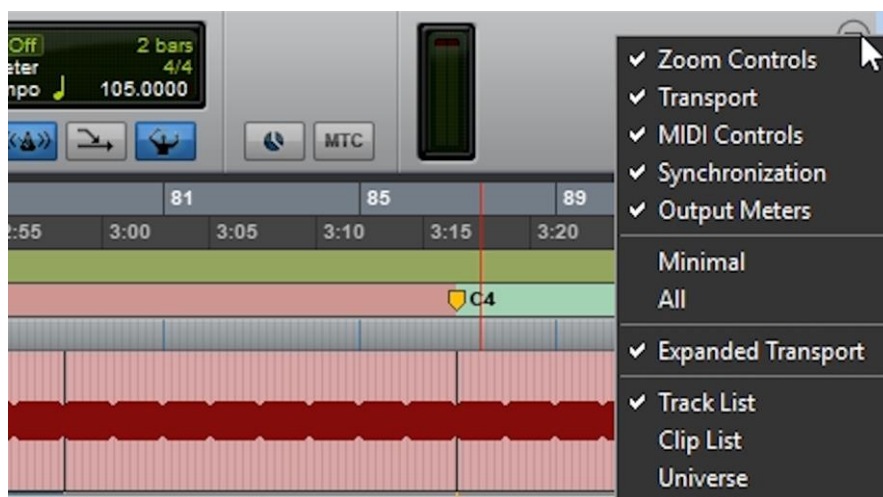 Off 2 bars
eter 4/4
npo 105.0000
MTC
81 85 89
2:55 3:00 3:05 3:10 3:15 3:20
C4
Zoom Controls
Transport
MIDI Controls
Synchronization
Output Meters
Minimal
All
Expanded Transport
Track List
Clip List
Universe